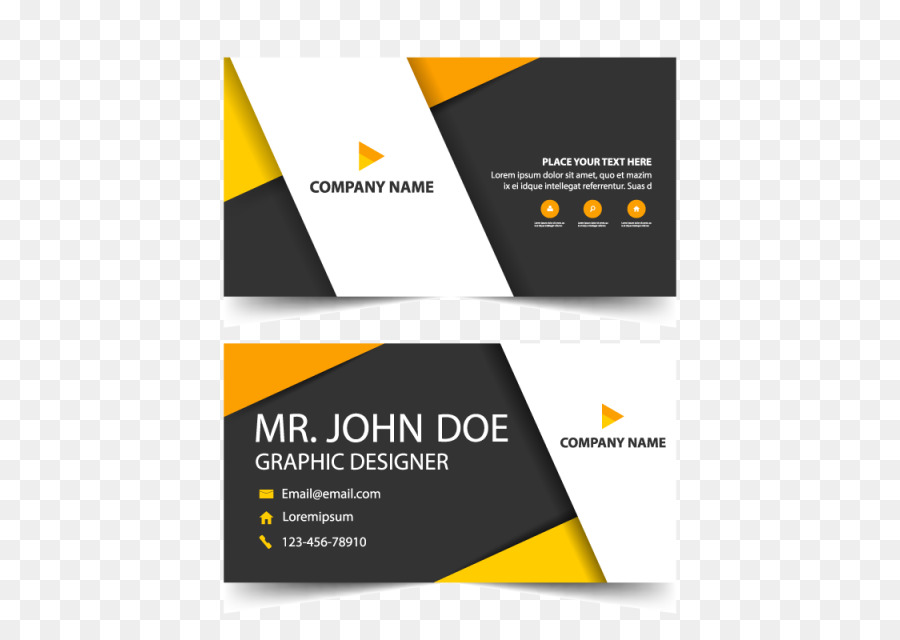 COMPANY NAME
PLACE YOUR TEXT HERE
Lorem ipsum dolor sit amet, quo et mazim
ix ei idque intellegat referrentur. Suas d
MR. JOHN DOE
GRAPHIC DESIGNER
Email@email.com
Loremipsum
123-456-78910
COMPANY NAME